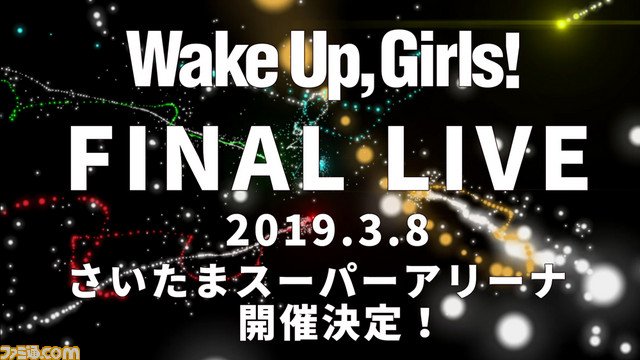 Wake Up, Girls!
FINAL LIVE
2019.3.8
さいたまスーパーアリーナ
開催決定！
ファミ通.com